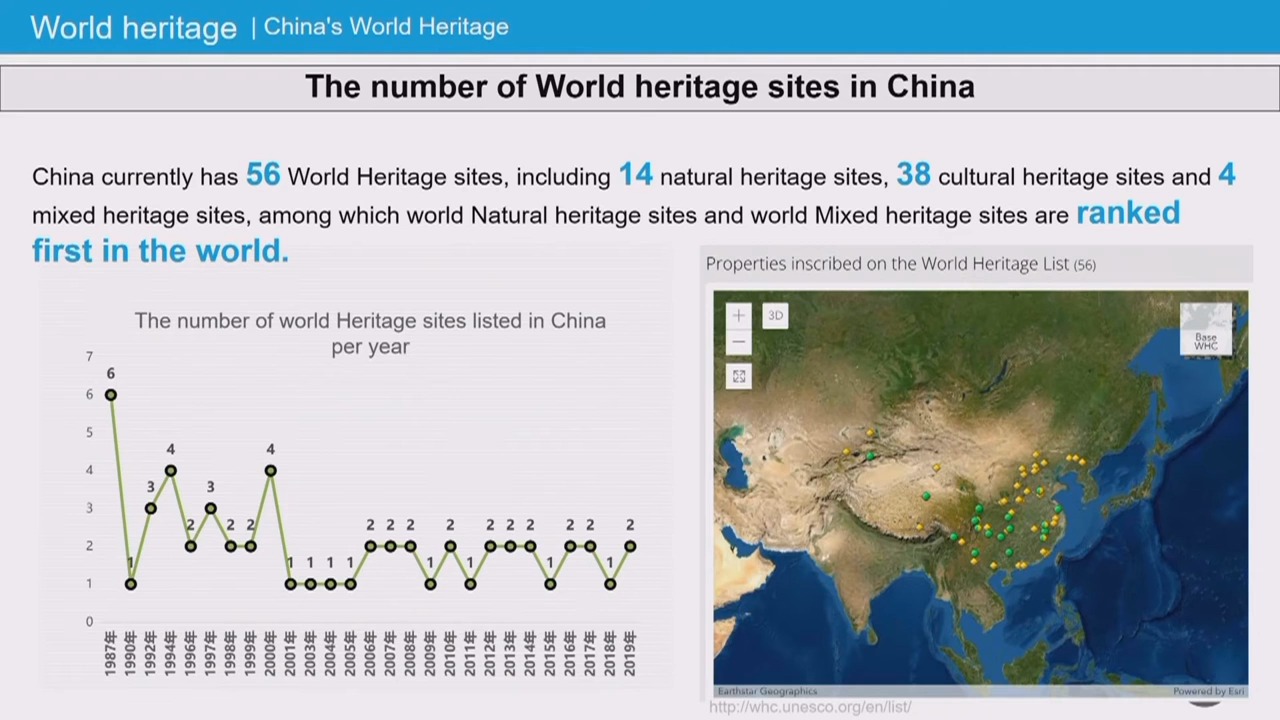 World heritage | China's World Heritage
The number of World heritage sites in China
China currently has 56 World Heritage sites, including 14 natural heritage sites, 38 cultural heritage sites and 4
mixed heritage sites, among which world Natural heritage sites and world Mixed heritage sites are ranked
first in the world.
The number of world Heritage sites listed in China
per year
7
6
5
4
3
2
1
0
6
1
3
4
2
3
2
2
4
1
1
1
1
2
2
2
1
2
1
2
2
2
1
2
2
1
2
1987年
1990年
1992年
1994年
1996年
1997年
1998年
1999年
2000年
2001年
2003年
2004年
2005年
2006年
2007年
2008年
2009年
2010年
2011年
2012年
2013年
2014年
2015年
2016年
2017年
2018年
2019年
Properties inscribed on the World Heritage List (56)
+
3D
−
Base
WHC
Earthstar Geographics
Powered by Esri
http://whc.unesco.org/en/list/